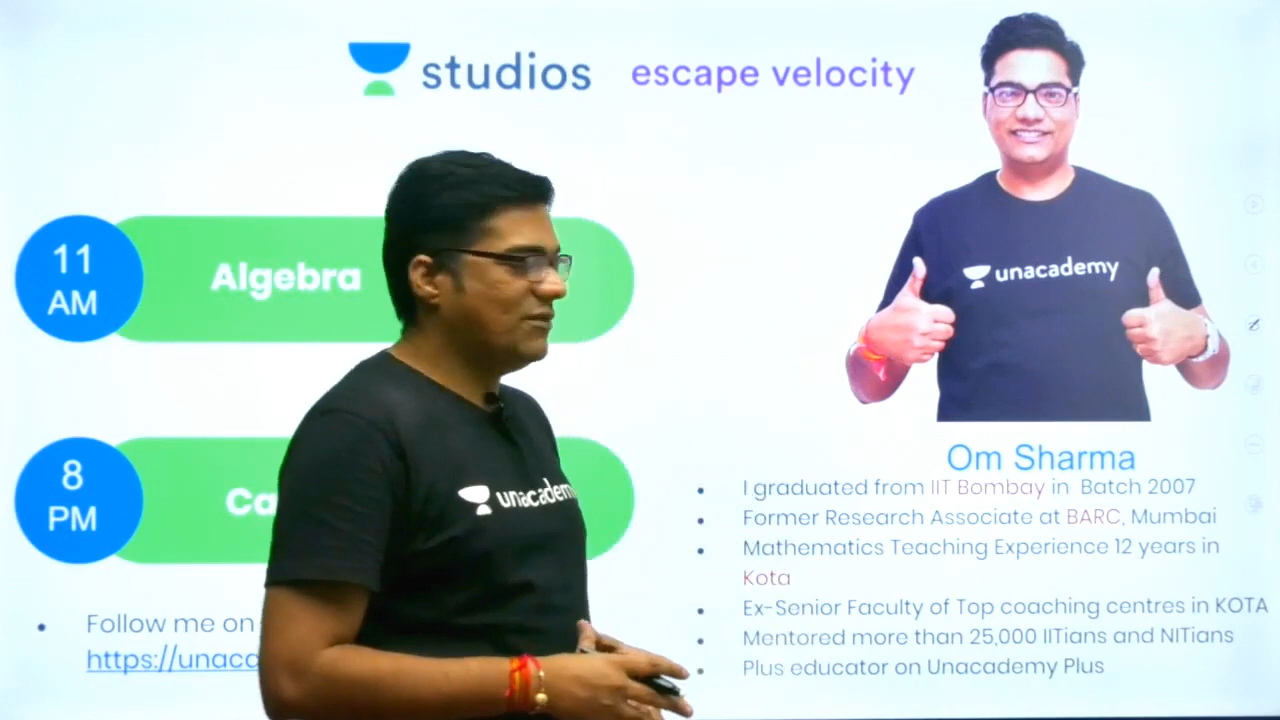 studios escape velocity
unacademy
11
AM
Algebra
8
PM
unacademy
Om Sharma
I graduated from IIT Bombay in Batch 2007
Former Research Associate at BARC, Mumbai
Mathematics Teaching Experience 12 years in
Kota
Ex-Senior Faculty of Top coaching centres in KOTA
Mentored more than 25,000 IITians and NITians
Plus educator on Unacademy Plus
Follow me on
https://unac